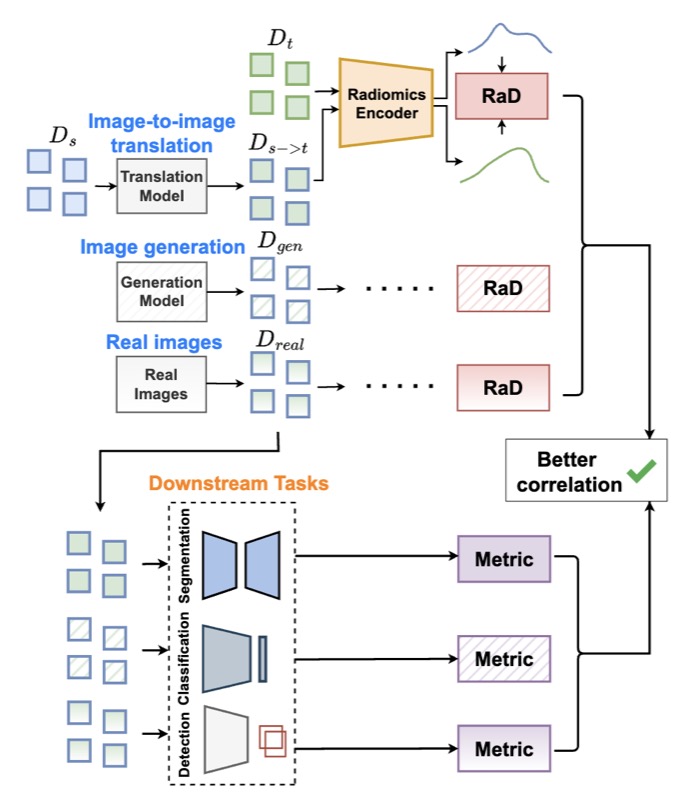 D_t
Radiomics
Encoder
RaD
D_s
Image-to-image
translation
D_{s->t}
Translation
Model
Image generation
D_{gen}
Generation
Model
. . . . .
RaD
Real images
D_{real}
Real
Images
. . . . .
RaD
Better
correlation
Downstream Tasks
Segmentation
Metric
Classification
Metric
Detection
Metric